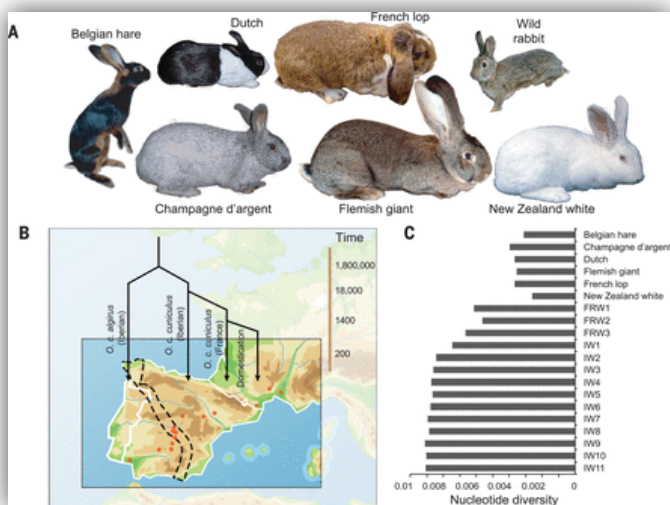 A
Belgian hare
Dutch
French lop
Wild
rabbit
Champagne d'argent
Flemish giant
New Zealand white
B
Time
1,800,000
18,000
1400
200
O. c. algirus
(Iberian)
O. c. cuniculus
(Iberian)
O. c. cuniculus
(France)
Domestication
C
Belgian hare
Champagne d'argent
Dutch
Flemish giant
French lop
New Zealand white
FRW1
FRW2
FRW3
IW1
IW2
IW3
IW4
IW5
IW6
IW7
IW8
IW9
IW10
IW11
0.01
0.008
0.006
0.004
0.002
0
Nucleotide diversity